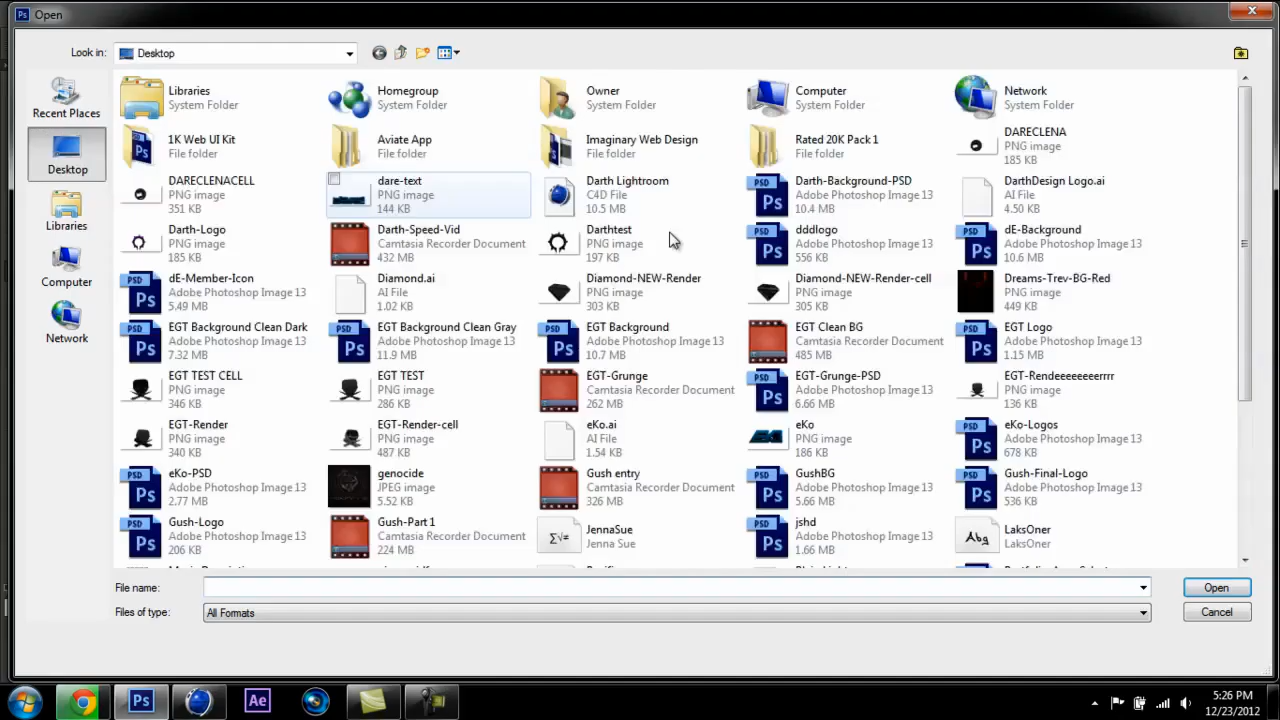 Ps Open
Look in: Desktop
Recent Places
Desktop
Libraries
Computer
Network
Libraries
System Folder
Homegroup
System Folder
Owner
System Folder
Computer
System Folder
Network
System Folder
1K Web UI Kit
File folder
Aviate App
File folder
Imaginary Web Design
File folder
Rated 20K Pack 1
File folder
DARECLENA
PNG image
185 KB
DARECLENACELL
PNG image
351 KB
dare-text
PNG image
144 KB
Darth Lightroom
C4D File
10.5 MB
Darth-Background-PSD
Adobe Photoshop Image 13
10.4 MB
DarthDesign Logo.ai
AI File
4.50 KB
Darth-Logo
PNG image
185 KB
Darth-Speed-Vid
Camtasia Recorder Document
432 MB
Darthtest
PNG image
197 KB
dddlogo
Adobe Photoshop Image 13
556 KB
dE-Background
Adobe Photoshop Image 13
10.6 MB
dE-Member-Icon
Adobe Photoshop Image 13
5.49 MB
Diamond.ai
AI File
1.02 KB
Diamond-NEW-Render
PNG image
303 KB
Diamond-NEW-Render-cell
PNG image
305 KB
Dreams-Trev-BG-Red
PNG image
449 KB
EGT Background Clean Dark
Adobe Photoshop Image 13
7.32 MB
EGT Background Clean Gray
Adobe Photoshop Image 13
11.9 MB
EGT Background
Adobe Photoshop Image 13
10.7 MB
EGT Clean BG
Camtasia Recorder Document
485 MB
EGT Logo
Adobe Photoshop Image 13
1.15 MB
EGT TEST CELL
PNG image
346 KB
EGT TEST
PNG image
286 KB
EGT-Grunge
Camtasia Recorder Document
262 MB
EGT-Grunge-PSD
Adobe Photoshop Image 13
6.66 MB
EGT-Rendeeeeeeerrrr
PNG image
136 KB
EGT-Render
PNG image
340 KB
EGT-Render-cell
PNG image
487 KB
eKo.ai
AI File
1.54 KB
eKo
PNG image
186 KB
eKo-Logos
Adobe Photoshop Image 13
678 KB
eKo-PSD
Adobe Photoshop Image 13
2.77 MB
genocide
JPEG image
5.52 KB
Gush entry
Camtasia Recorder Document
326 MB
GushBG
Adobe Photoshop Image 13
5.66 MB
Gush-Final-Logo
Adobe Photoshop Image 13
536 KB
Gush-Logo
Adobe Photoshop Image 13
206 KB
Gush-Part 1
Camtasia Recorder Document
224 MB
JennaSue
Jenna Sue
jshd
Adobe Photoshop Image 13
1.66 MB
LaksOner
LaksOner
File name:
Open
Files of type: All Formats
Cancel
Ps
Ae
5:26 PM
12/23/2012